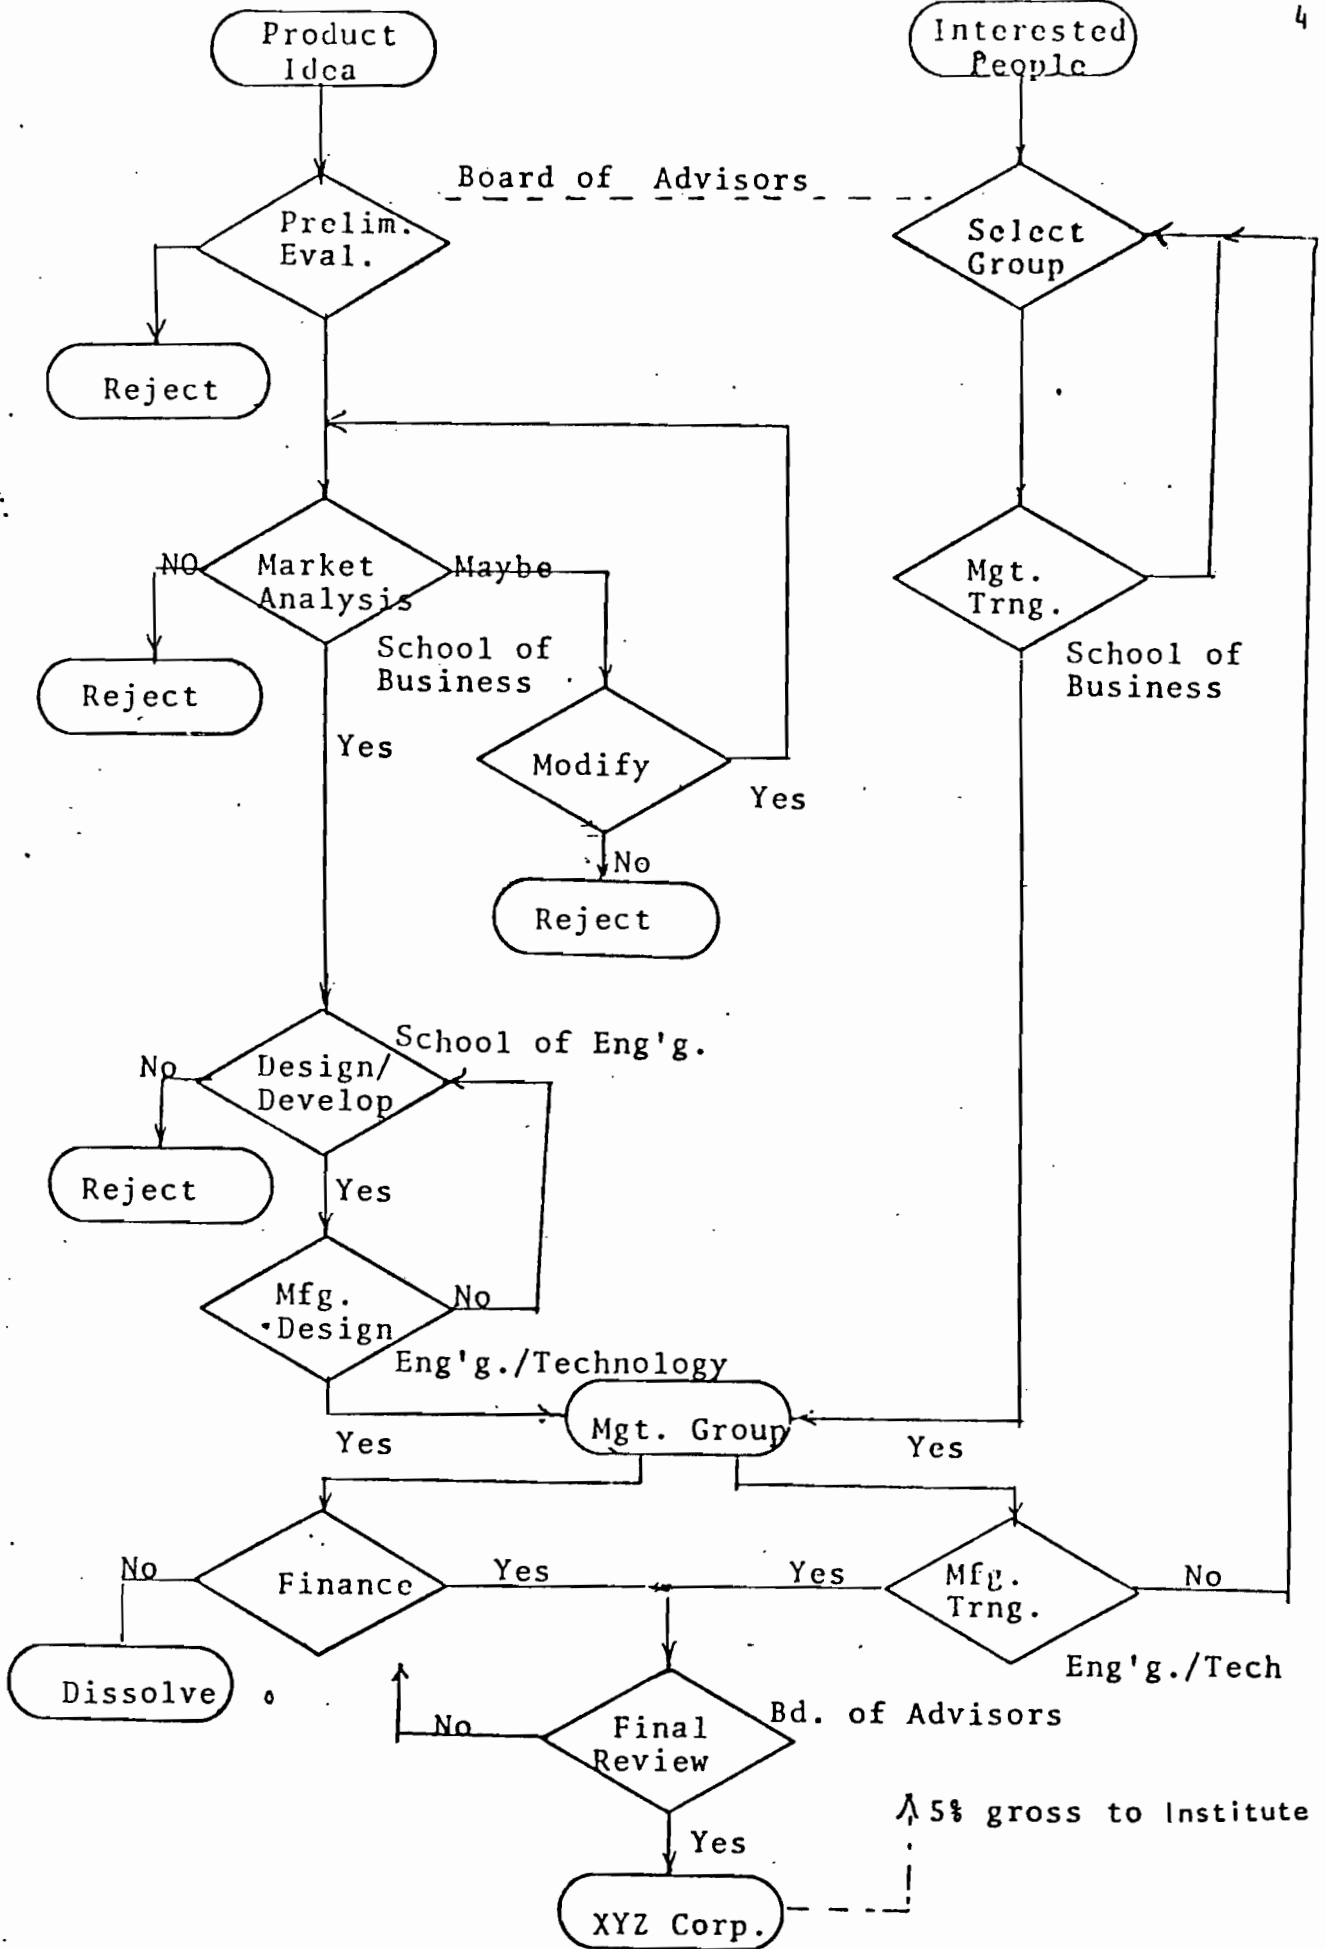 4
Product
Idea
Interested
People
Board of Advisors
Prelim.
Eval.
Select
Group
Reject
NO
Market
Analysis
Maybe
Mgt.
Trng.
School of
Business
School of
Business
Reject
Yes
Modify
Yes
No
Reject
School of Eng'g.
No
Design/
Develop
Reject
Yes
Mfg.
Design
No
Eng'g./Technology
Mgt. Group
Yes
Yes
No
Finance
Yes
Yes
Mfg.
Trng.
No
Eng'g./Tech
Dissolve
No
Final
Review
Bd. of Advisors
5% gross to Institute
Yes
XYZ Corp.